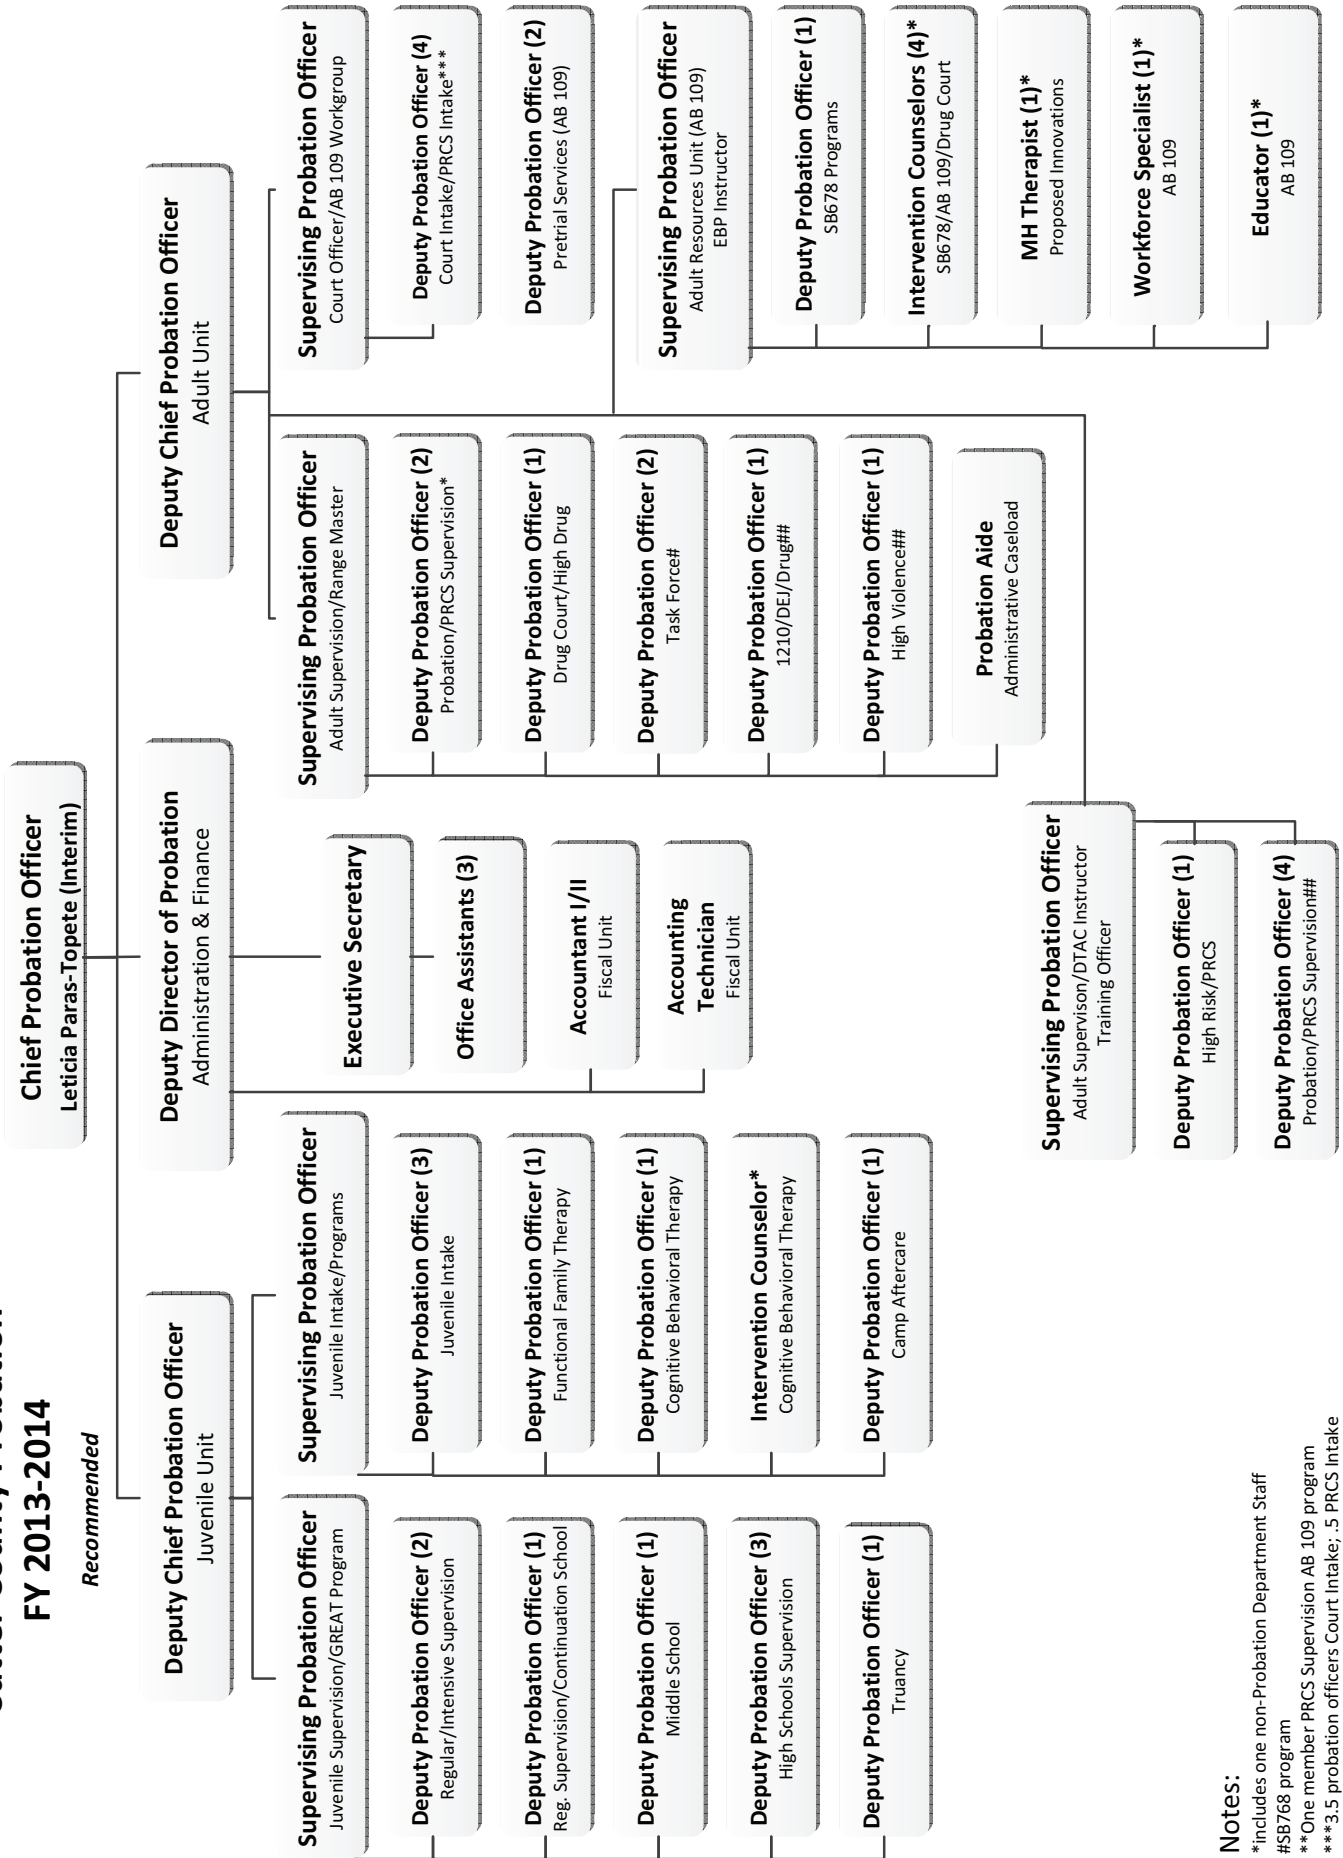 FY 2013-2014
Recommended
Chief Probation Officer
Leticia Paras-Topete (Interim)
Deputy Chief Probation Officer
Juvenile Unit
Deputy Director of Probation
Administration & Finance
Deputy Chief Probation Officer
Adult Unit
Supervising Probation Officer
Juvenile Supervision/GREAT Program
Deputy Probation Officer (2)
Regular/Intensive Supervision
Deputy Probation Officer (1)
Reg. Supervision/Continuation School
Deputy Probation Officer (1)
Middle School
Deputy Probation Officer (3)
High Schools Supervision
Deputy Probation Officer (1)
Truancy
Supervising Probation Officer
Juvenile Intake/Programs
Deputy Probation Officer (3)
Juvenile Intake
Deputy Probation Officer (1)
Functional Family Therapy
Deputy Probation Officer (1)
Cognitive Behavioral Therapy
Intervention Counselor*
Cognitive Behavioral Therapy
Deputy Probation Officer (1)
Camp Aftercare
Executive Secretary
Office Assistants (3)
Accountant I/II
Fiscal Unit
Accounting
Technician
Fiscal Unit
Supervising Probation Officer
Adult Supervision/Range Master
Deputy Probation Officer (2)
Probation/PRCS Supervision*
Deputy Probation Officer (1)
Drug Court/High Drug
Deputy Probation Officer (2)
Task Force#
Deputy Probation Officer (1)
1210/DEJ/Drug##
Deputy Probation Officer (1)
High Violence##
Probation Aide
Administrative Caseload
Supervising Probation Officer
Court Officer/AB 109 Workgroup
Deputy Probation Officer (4)
Court Intake/PRCS Intake***
Deputy Probation Officer (2)
Pretrial Services (AB 109)
Supervising Probation Officer
Adult Resources Unit (AB 109)
EBP Instructor
Deputy Probation Officer (1)
SB678 Programs
Intervention Counselors (4)*
SB678/AB 109/Drug Court
MH Therapist (1)*
Proposed Innovations
Workforce Specialist (1)*
AB 109
Educator (1)*
AB 109
Supervising Probation Officer
Adult Supervison/DTAC Instructor
Training Officer
Deputy Probation Officer (1)
High Risk/PRCS
Deputy Probation Officer (4)
Probation/PRCS Supervision##
Notes:
*includes one non-Probation Department Staff
#SB768 program
**One member PRCS Supervision AB 109 program
***3.5 probation officers Court Intake; .5 PRCS Intake